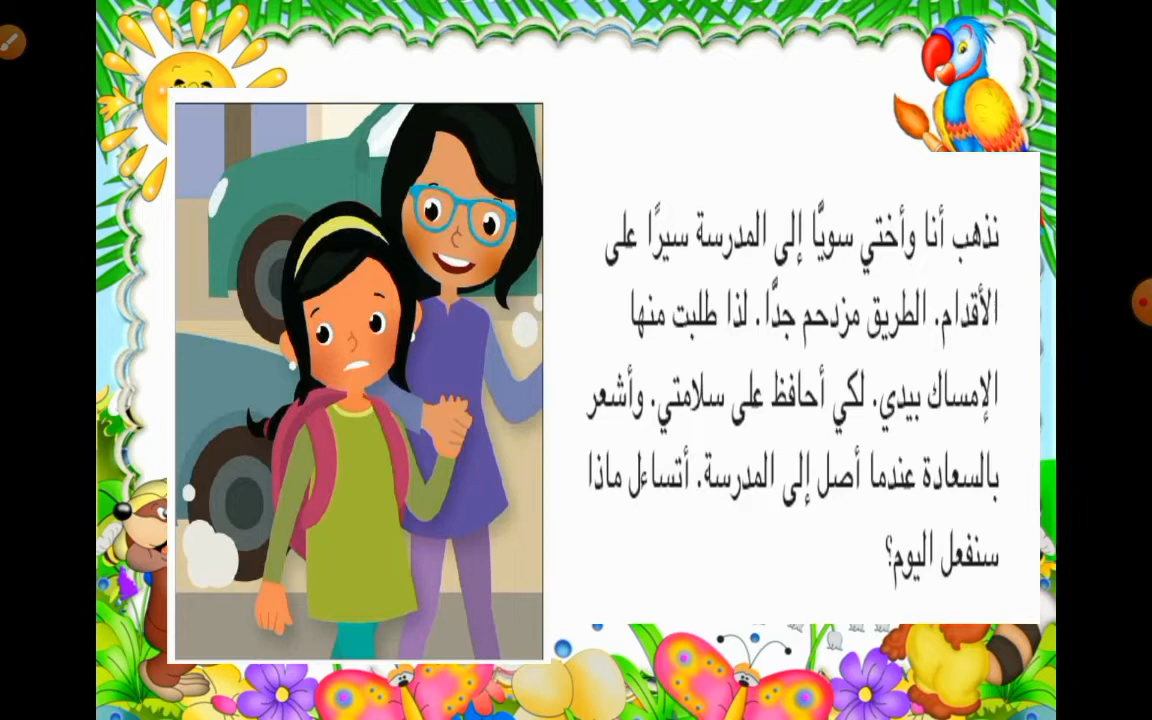 نذهب أنا وأختي سويًّا إلى المدرسة سيرًا على
الأقدام. الطريق مزدحم جدًّا. لذا طلبت منها
الإمساك بيدي. لكي أحافظ على سلامتي. وأشعر
بالسعادة عندما أصل إلى المدرسة. أتساءل ماذا
سنفعل اليوم؟